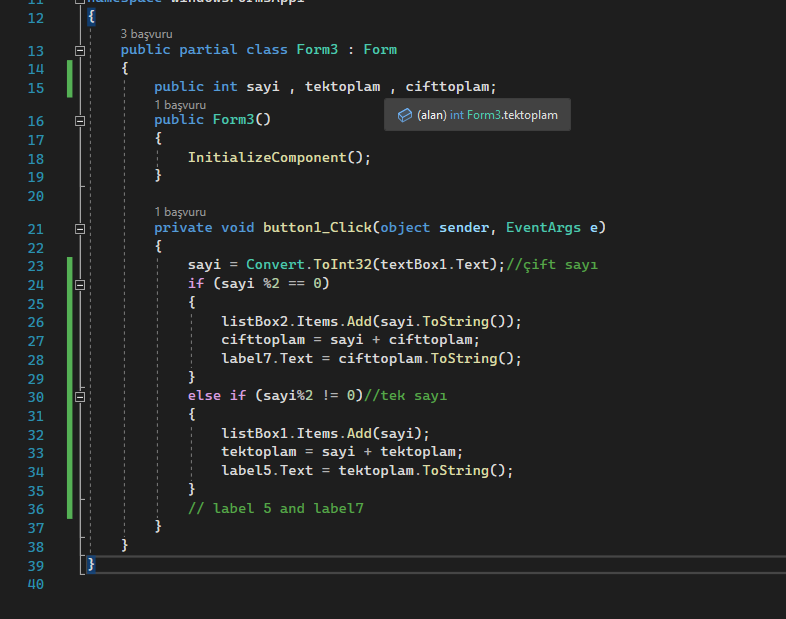 11 namespace WindowsFormsApp1
12 {
3 başvuru
13 public partial class Form3 : Form
14 {
15 public int sayi , tektoplam , cifttoplam;
1 başvuru
(alan) int Form3.tektoplam
16 public Form3()
17 {
18 InitializeComponent();
19 }
20
1 başvuru
21 private void button1_Click(object sender, EventArgs e)
22 {
23 sayi = Convert.ToInt32(textBox1.Text);//çift sayı
24 if (sayi %2 == 0)
25 {
26 listBox2.Items.Add(sayi.ToString());
27 cifttoplam = sayi + cifttoplam;
28 label7.Text = cifttoplam.ToString();
29 }
30 else if (sayi%2 != 0)//tek sayı
31 {
32 listBox1.Items.Add(sayi);
33 tektoplam = sayi + tektoplam;
34 label5.Text = tektoplam.ToString();
35 }
36 // label 5 and label7
37 }
38 }
39 }
40